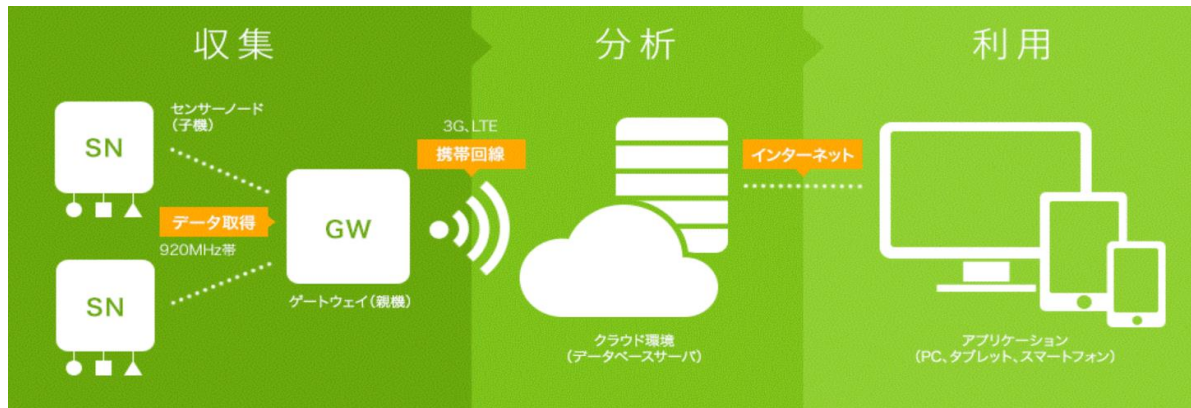 収集
分析
利用
センサーノード
（子機）
SN
データ取得
920MHz帯
SN
GW
ゲートウェイ（親機）
3G、LTE
携帯回線
クラウド環境
（データベースサーバ）
インターネット
アプリケーション
（PC、タブレット、スマートフォン）